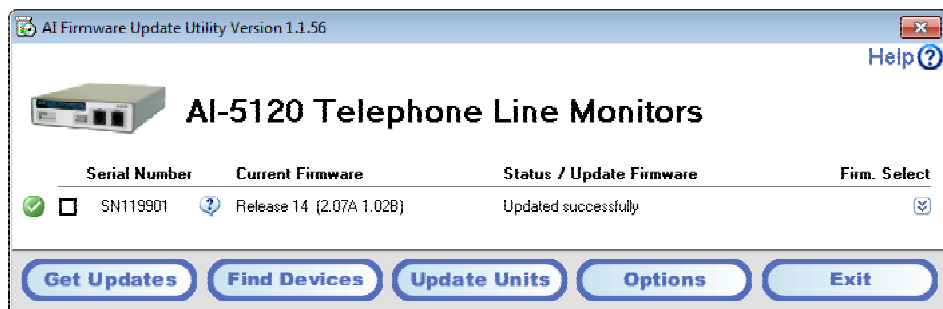 AI Firmware Update Utility Version 1.1.56
Help
AI-5120 Telephone Line Monitors
Serial Number Current Firmware Status / Update Firmware Firm. Select
SN119901 Release 14 (2.07A 1.02B) Updated successfully
Get Updates Find Devices Update Units Options Exit